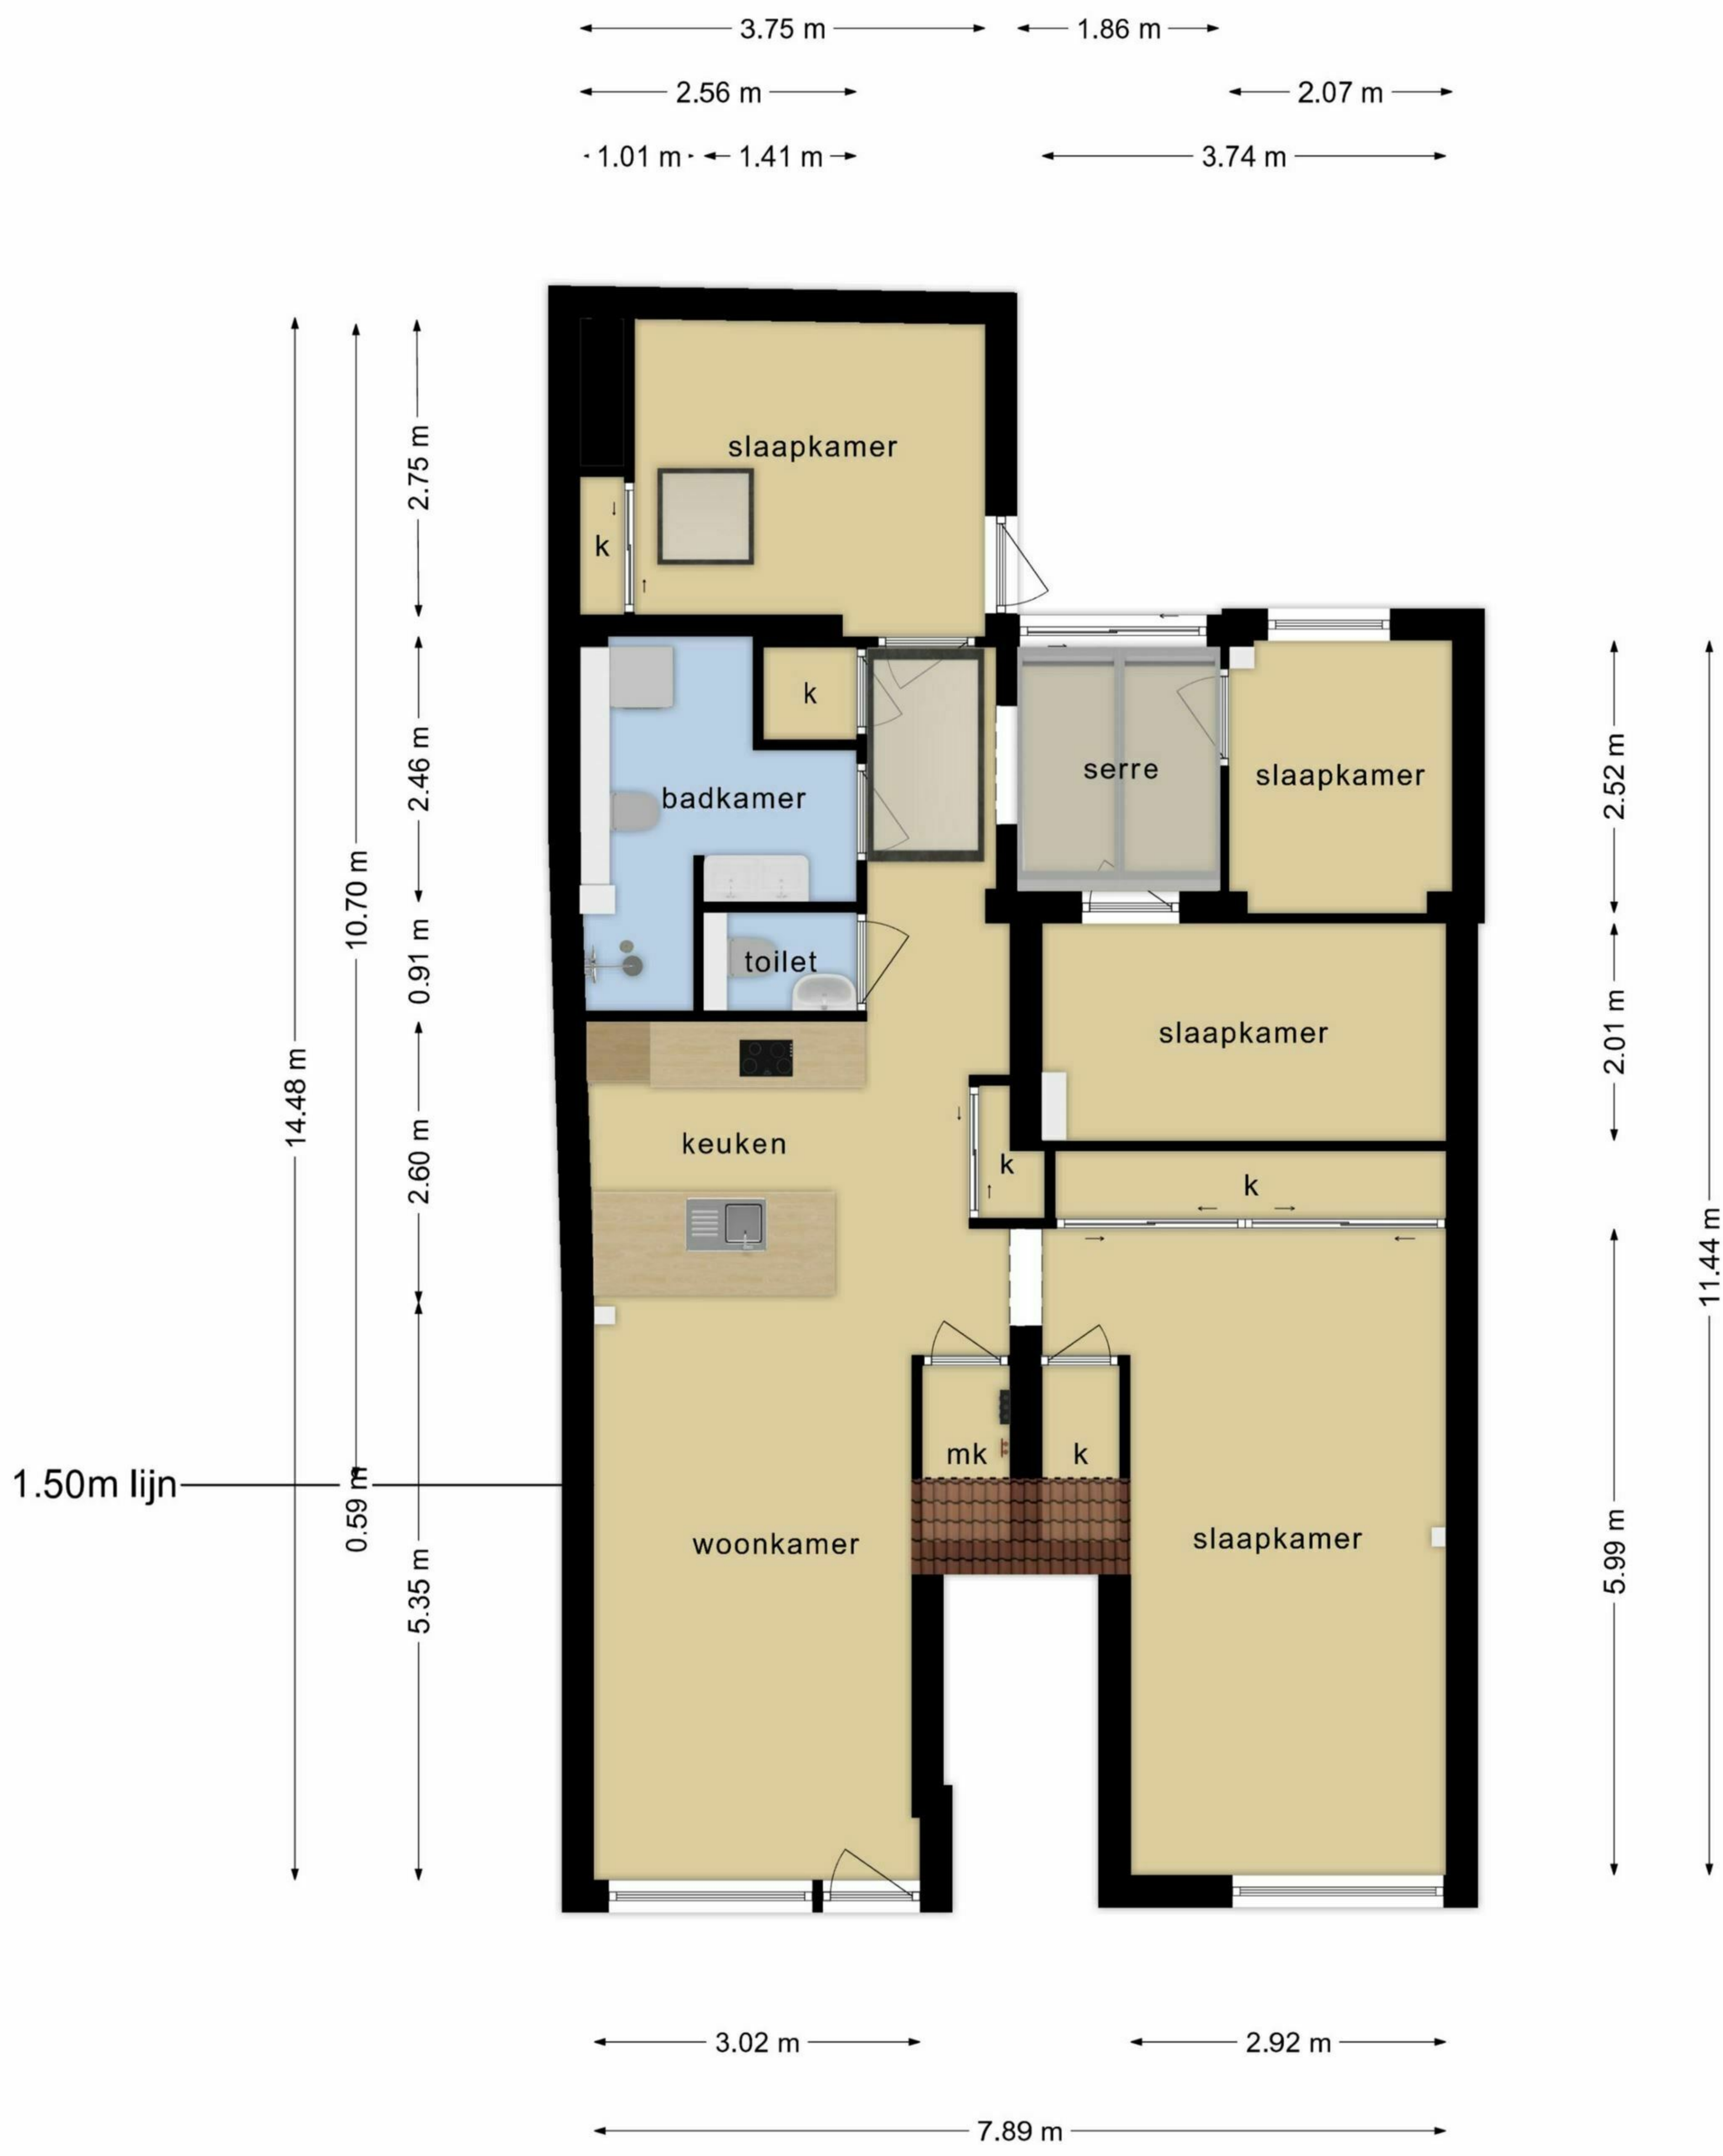 3.75 m
1.86 m
2.56 m
2.07 m
1.01 m
1.41 m
3.74 m
slaapkamer
2.75 m
k
k
2.46 m
badkamer
serre
slaapkamer
2.52 m
10.70 m
0.91 m
toilet
slaapkamer
2.01 m
14.48 m
keuken
2.60 m
k
k
11.44 m
mk
k
1.50m lijn
0.59 m
woonkamer
slaapkamer
5.35 m
5.99 m
3.02 m
2.92 m
7.89 m